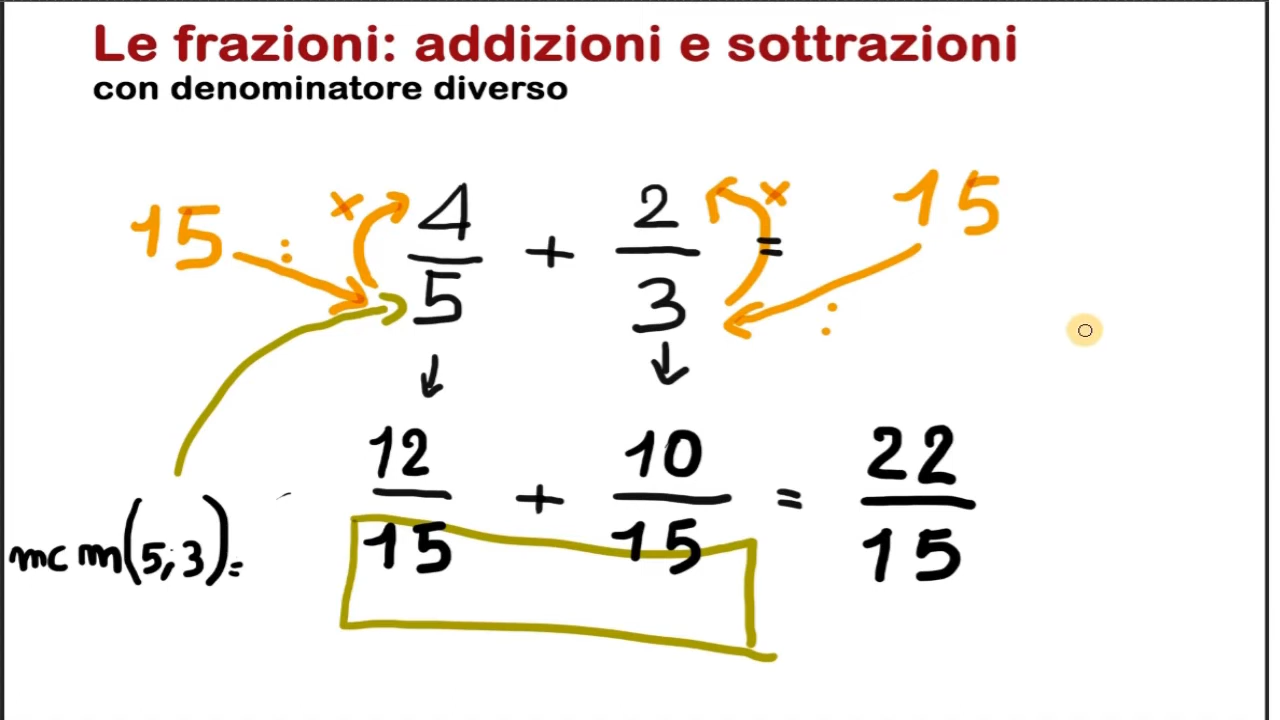 Le frazioni: addizioni e sottrazioni
con denominatore diverso
15 : x 4/5 + 2/3 x = : 15
12/15 + 10/15 = 22/15
mcm(5;3)=